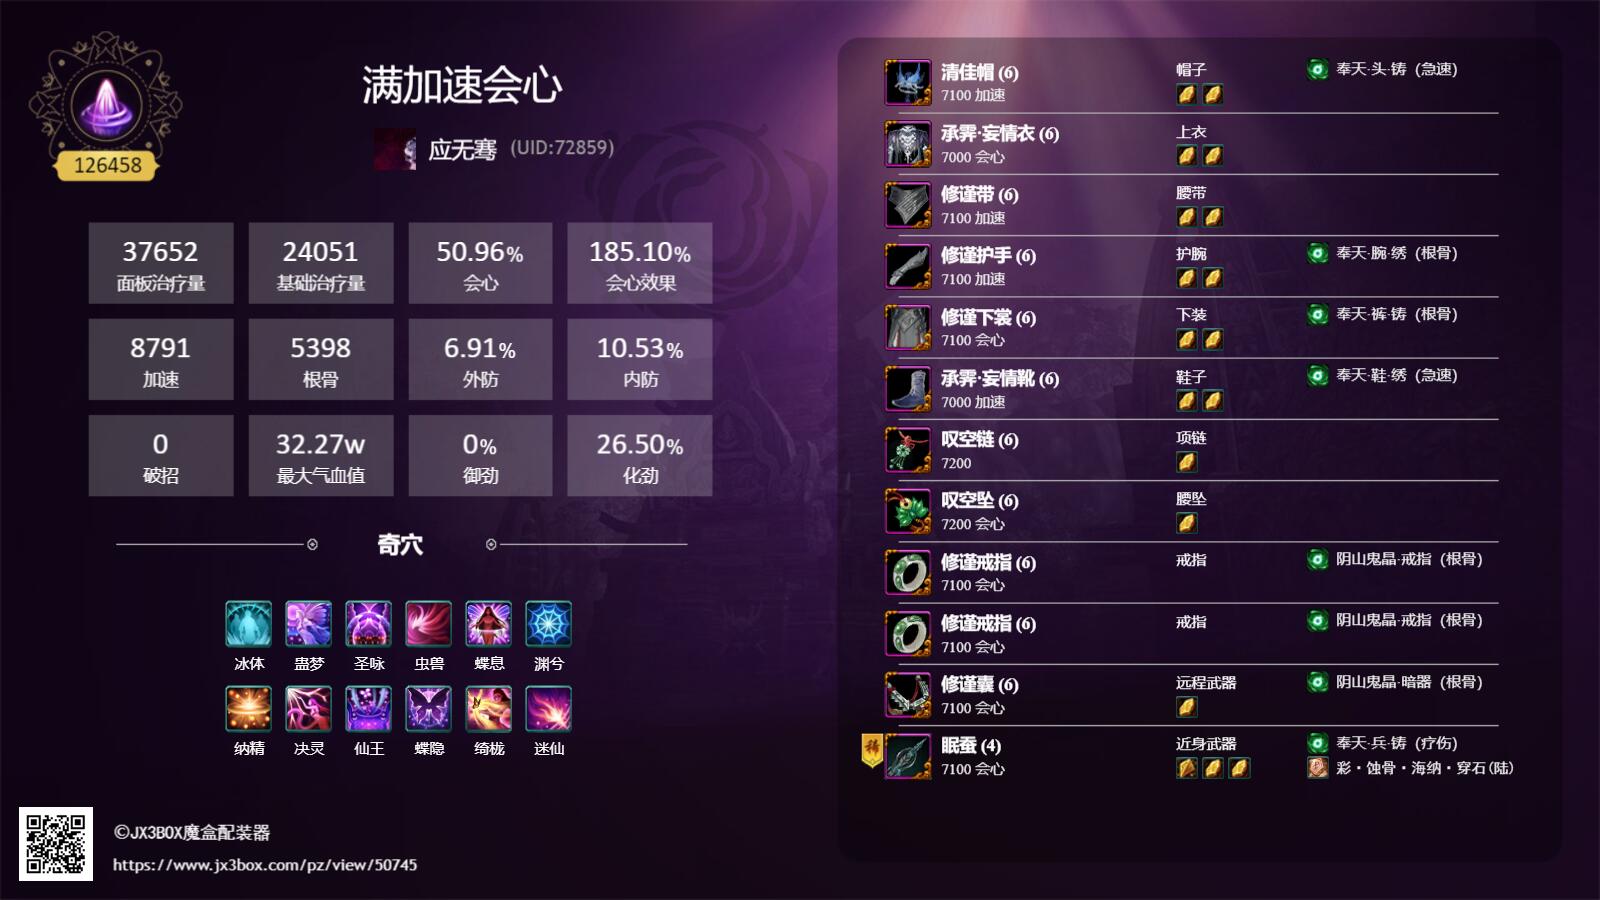 126458
满加速会心
应无骞 (UID:72859)
37652
面板治疗量
24051
基础治疗量
50.96%
会心
185.10%
会心效果
8791
加速
5398
根骨
6.91%
外防
10.53%
内防
0
破招
32.27w
最大气血值
0%
御劲
26.50%
化劲
奇穴
冰体 蛊梦 圣咏 虫兽 蝶息 渊兮
纳精 决灵 仙王 蝶隐 绮栊 迷仙
©JX3BOX魔盒配装器
https://www.jx3box.com/pz/view/50745
清佳帽 (6)
7100 加速
帽子
奉天·头·铸 (急速)
承霁·妄情衣 (6)
7000 会心
上衣
修谨带 (6)
7100 加速
腰带
修谨护手 (6)
7100 加速
护腕
奉天·腕·绣 (根骨)
修谨下裳 (6)
7100 会心
下装
奉天·裤·铸 (根骨)
承霁·妄情靴 (6)
7000 加速
鞋子
奉天·鞋·绣 (急速)
叹空链 (6)
7200
项链
叹空坠 (6)
7200 会心
腰坠
修谨戒指 (6)
7100 会心
戒指
阴山鬼晶·戒指 (根骨)
修谨戒指 (6)
7100 会心
戒指
阴山鬼晶·戒指 (根骨)
修谨囊 (6)
7100 会心
远程武器
阴山鬼晶·暗器 (根骨)
稀
眠蚕 (4)
7100 会心
近身武器
奉天·兵·铸 (疗伤)
彩·蚀骨·海纳·穿石(陆)